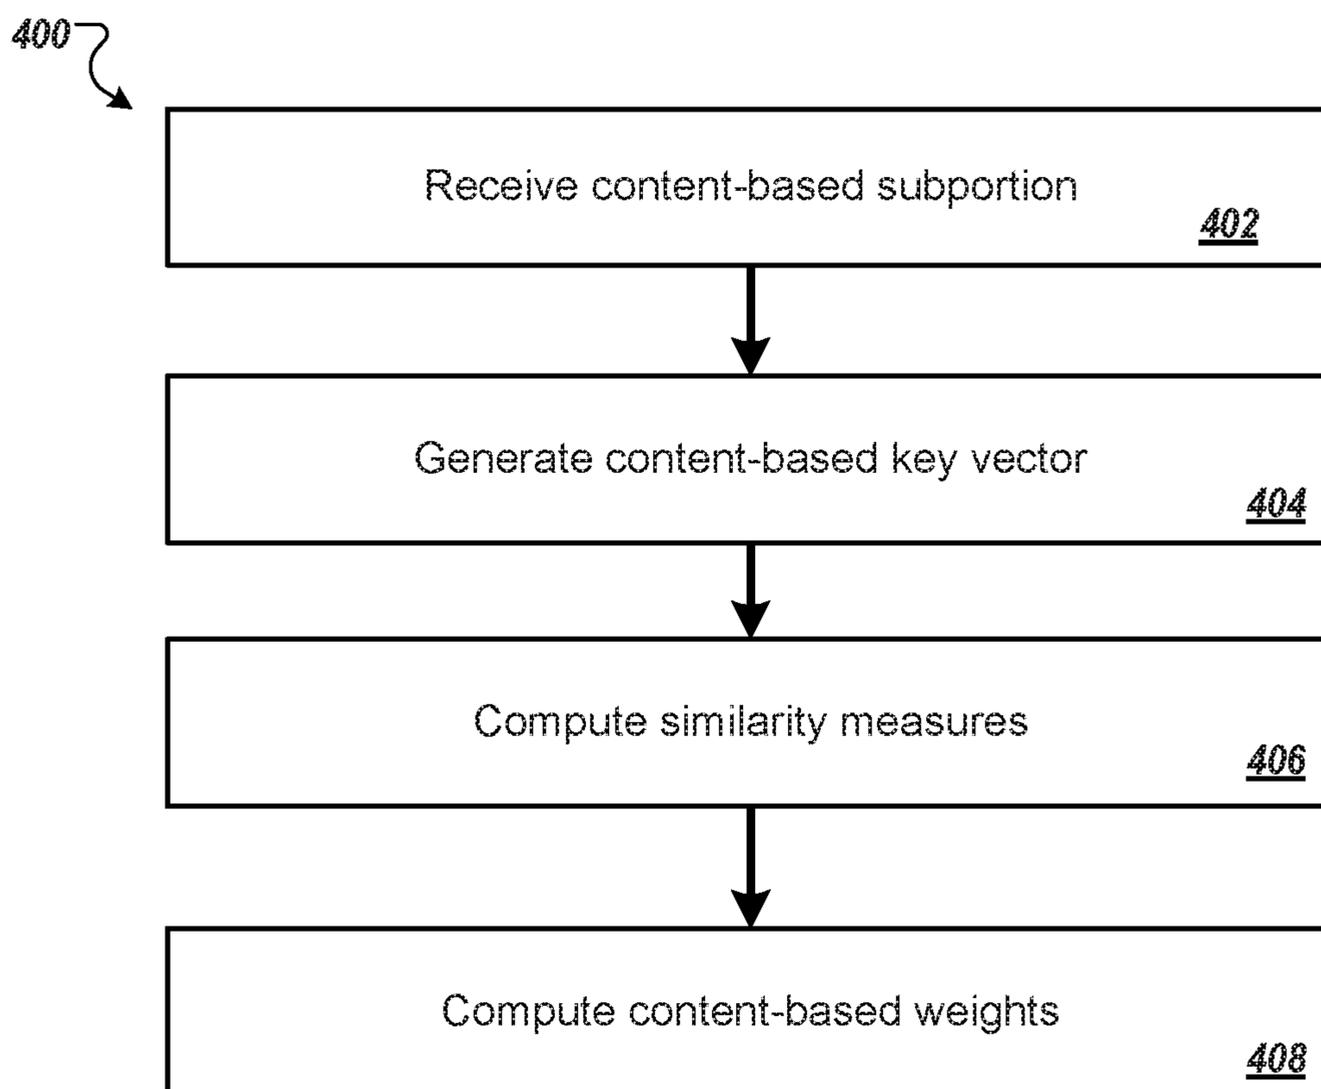 400
Receive content-based subportion
402
Generate content-based key vector
404
Compute similarity measures
406
Compute content-based weights
408